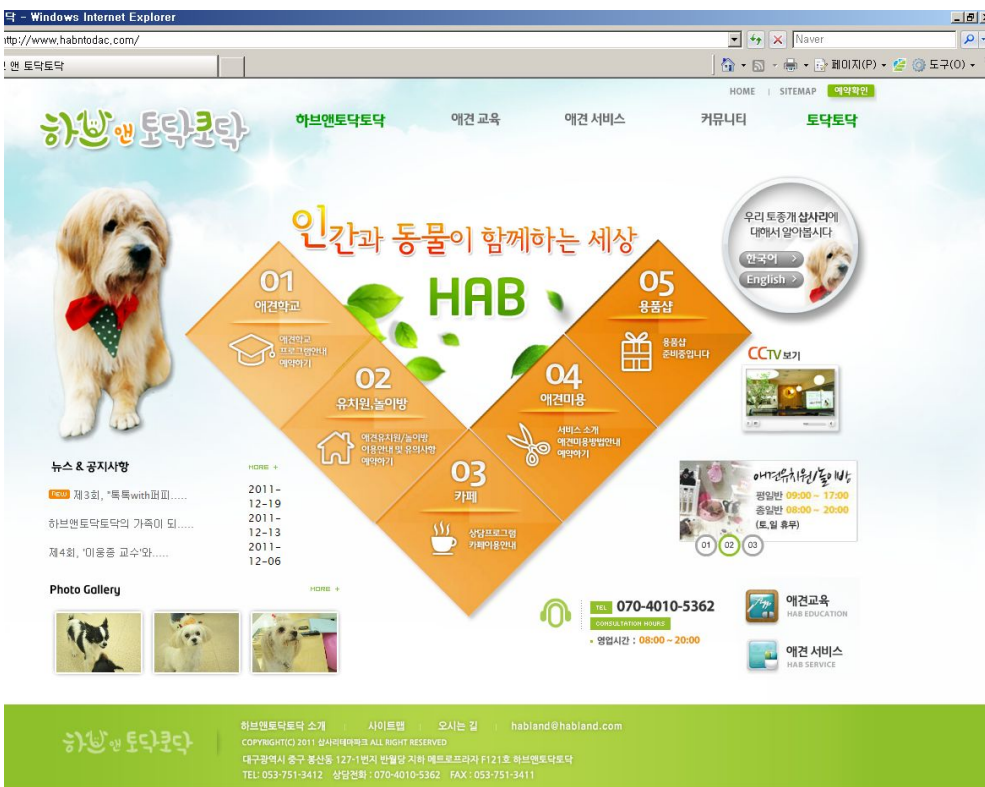 닥 - Windows Internet Explorer
http://www.habntodac.com/
Naver
앤 토닥토닥
페이지(P)
도구(O)
HOME | SITEMAP 예약확인
하브앤토닥토닥
하브앤토닥토닥 애견 교육 애견 서비스 커뮤니티 토닥토닥
인간과 동물이 함께하는 세상
HAB
우리 토종개 삽사리에
대해서 알아봅시다
한국어 >
English >
01
애견학교
애견학교
프로그램안내
예약하기
02
유치원,놀이방
애견유치원/놀이방
이용안내 및 유의사항
예약하기
03
카페
상담프로그램
카페이용안내
04
애견미용
서비스 소개
애견미용방법안내
예약하기
05
용품샵
용품샵
준비중입니다
CCTV 보기
뉴스 & 공지사항 MORE +
NEW 제3회, "톡톡with퍼피.....
2011-
12-19
하브앤토닥토닥의 가족이 되.....
2011-
12-13
제4회, '이웅종 교수'와.....
2011-
12-06
애견유치원/놀이방
평일반 09:00 ~ 17:00
종일반 08:00 ~ 20:00
(토,일 휴무)
01 02 03
Photo Gallery MORE +
TEL 070-4010-5362
CONSULTATION HOURS
영업시간 : 08:00 ~ 20:00
애견교육
HAB EDUCATION
애견 서비스
HAB SERVICE
하브앤토닥토닥
하브앤토닥토닥 소개 | 사이트맵 | 오시는 길 | habland@habland.com
COPYRIGHT(C) 2011 삽사리테마파크 ALL RIGHT RESERVED
대구광역시 중구 봉산동 127-1번지 반월당 지하 메트로프라자 F121호 하브앤토닥토닥
TEL: 053-751-3412 상담전화 : 070-4010-5362 FAX : 053-751-3411